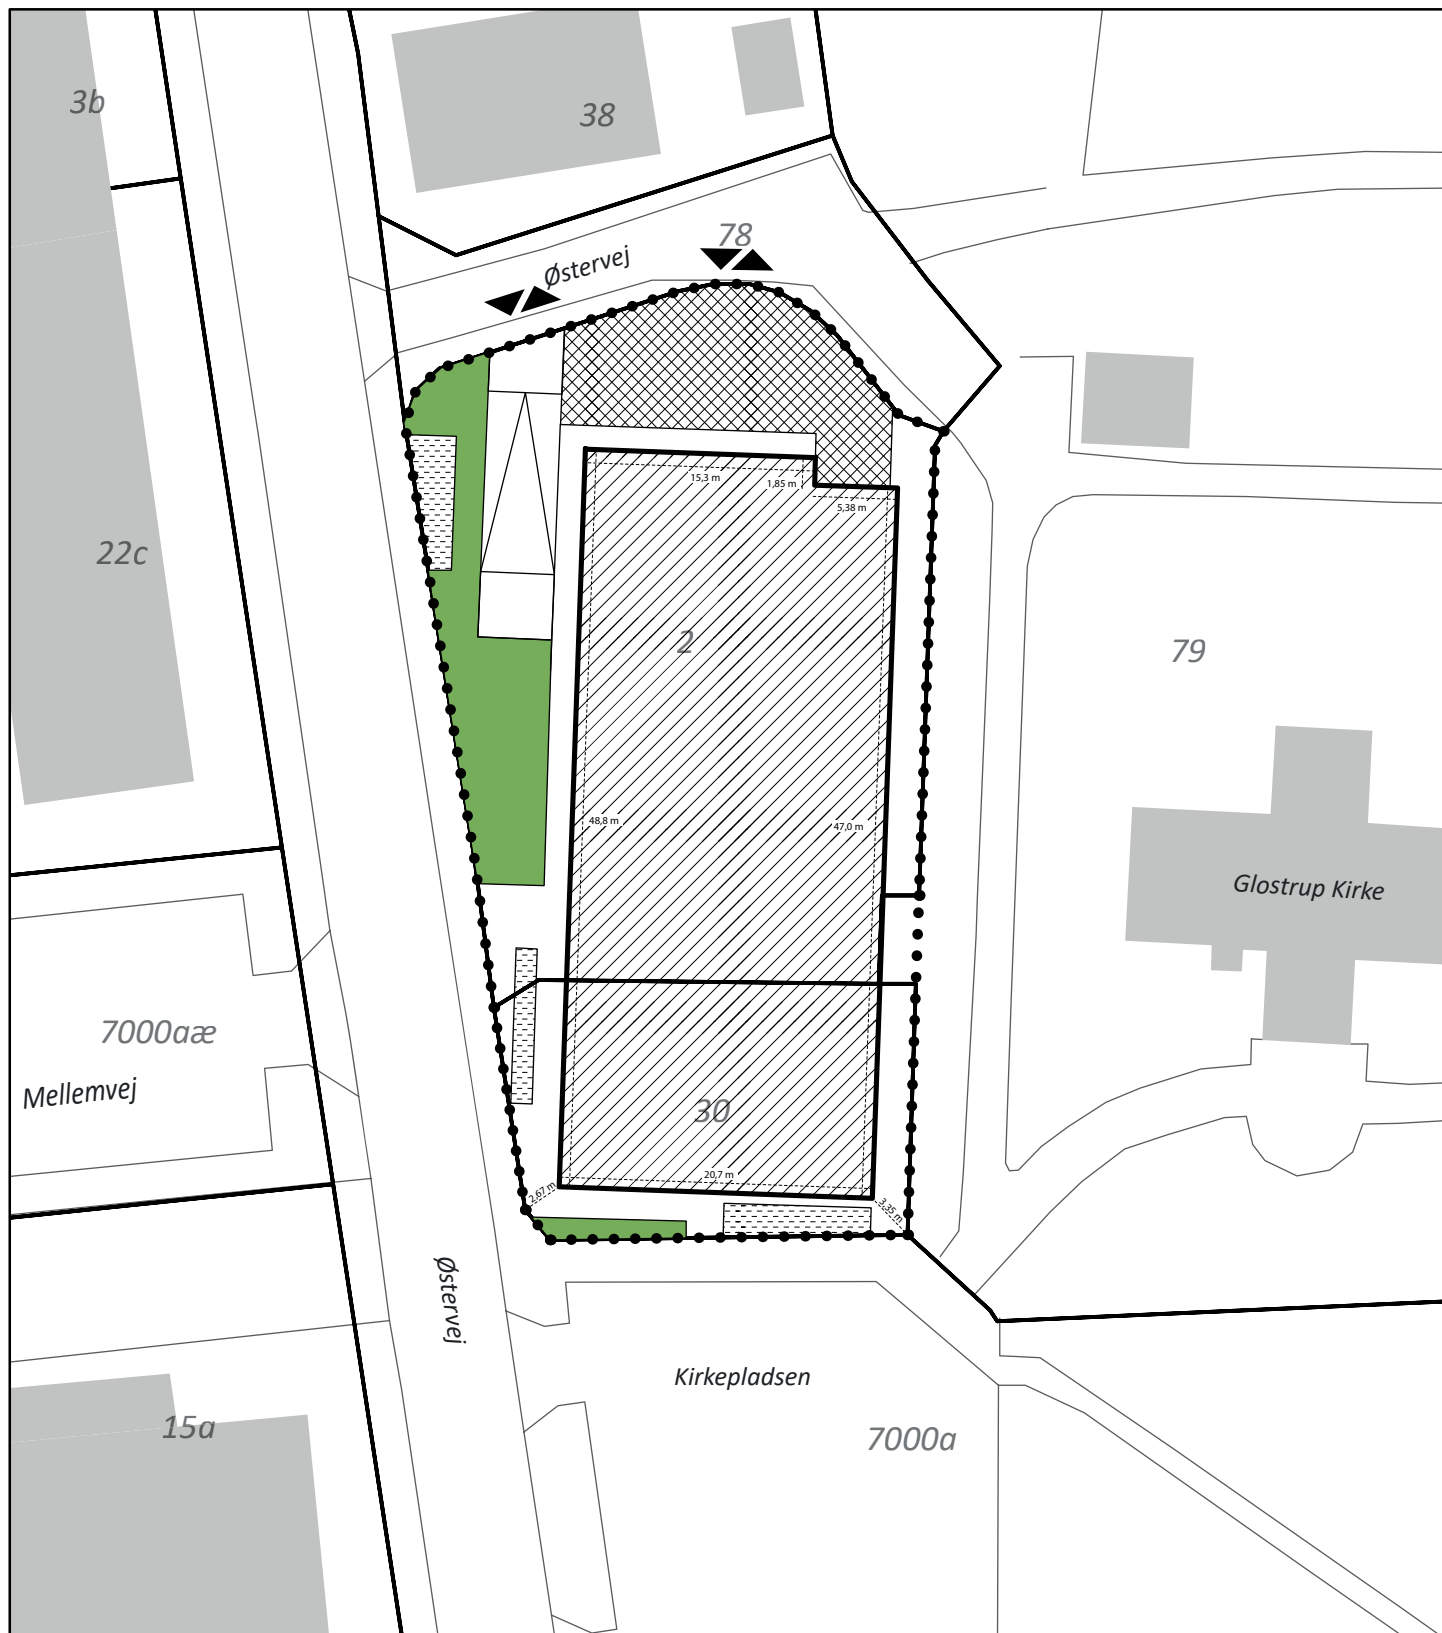 3b
38
78
Østervej
22c
15,3 m
1,85 m
5,38 m
2
79
48,8 m
47,0 m
Glostrup Kirke
7000aæ
Mellemvej
30
20,7 m
2,67 m
3,35 m
Østervej
Kirkepladsen
15a
7000a